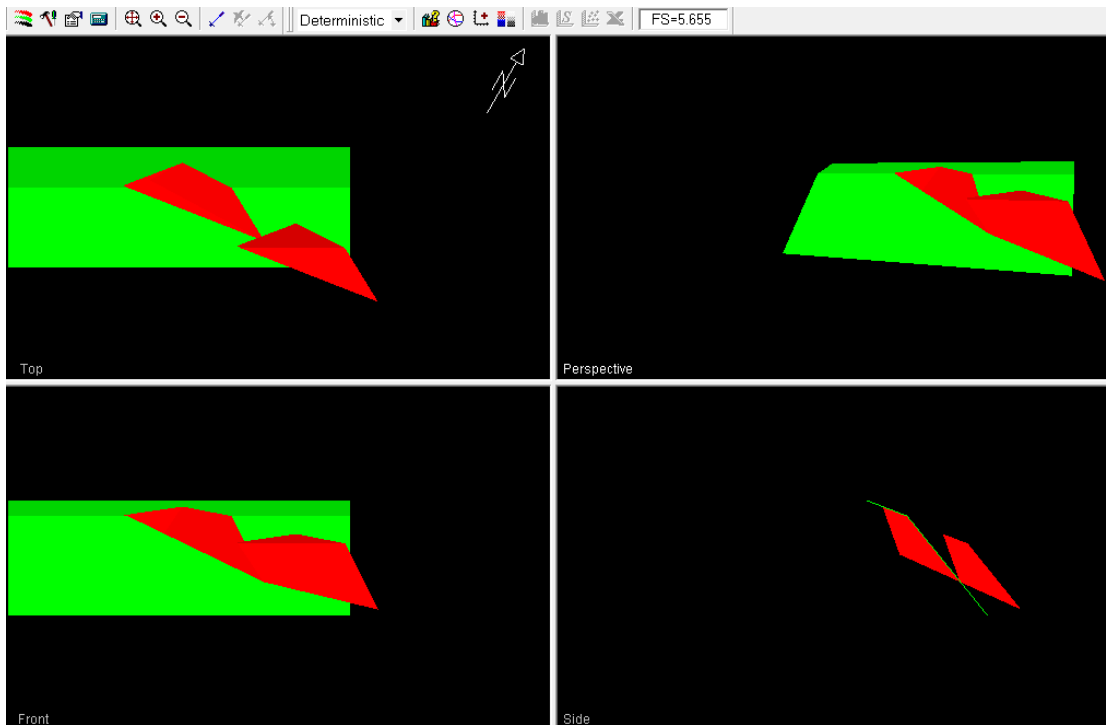 Deterministic FS=5.655
N
Top
Perspective
Front
Side